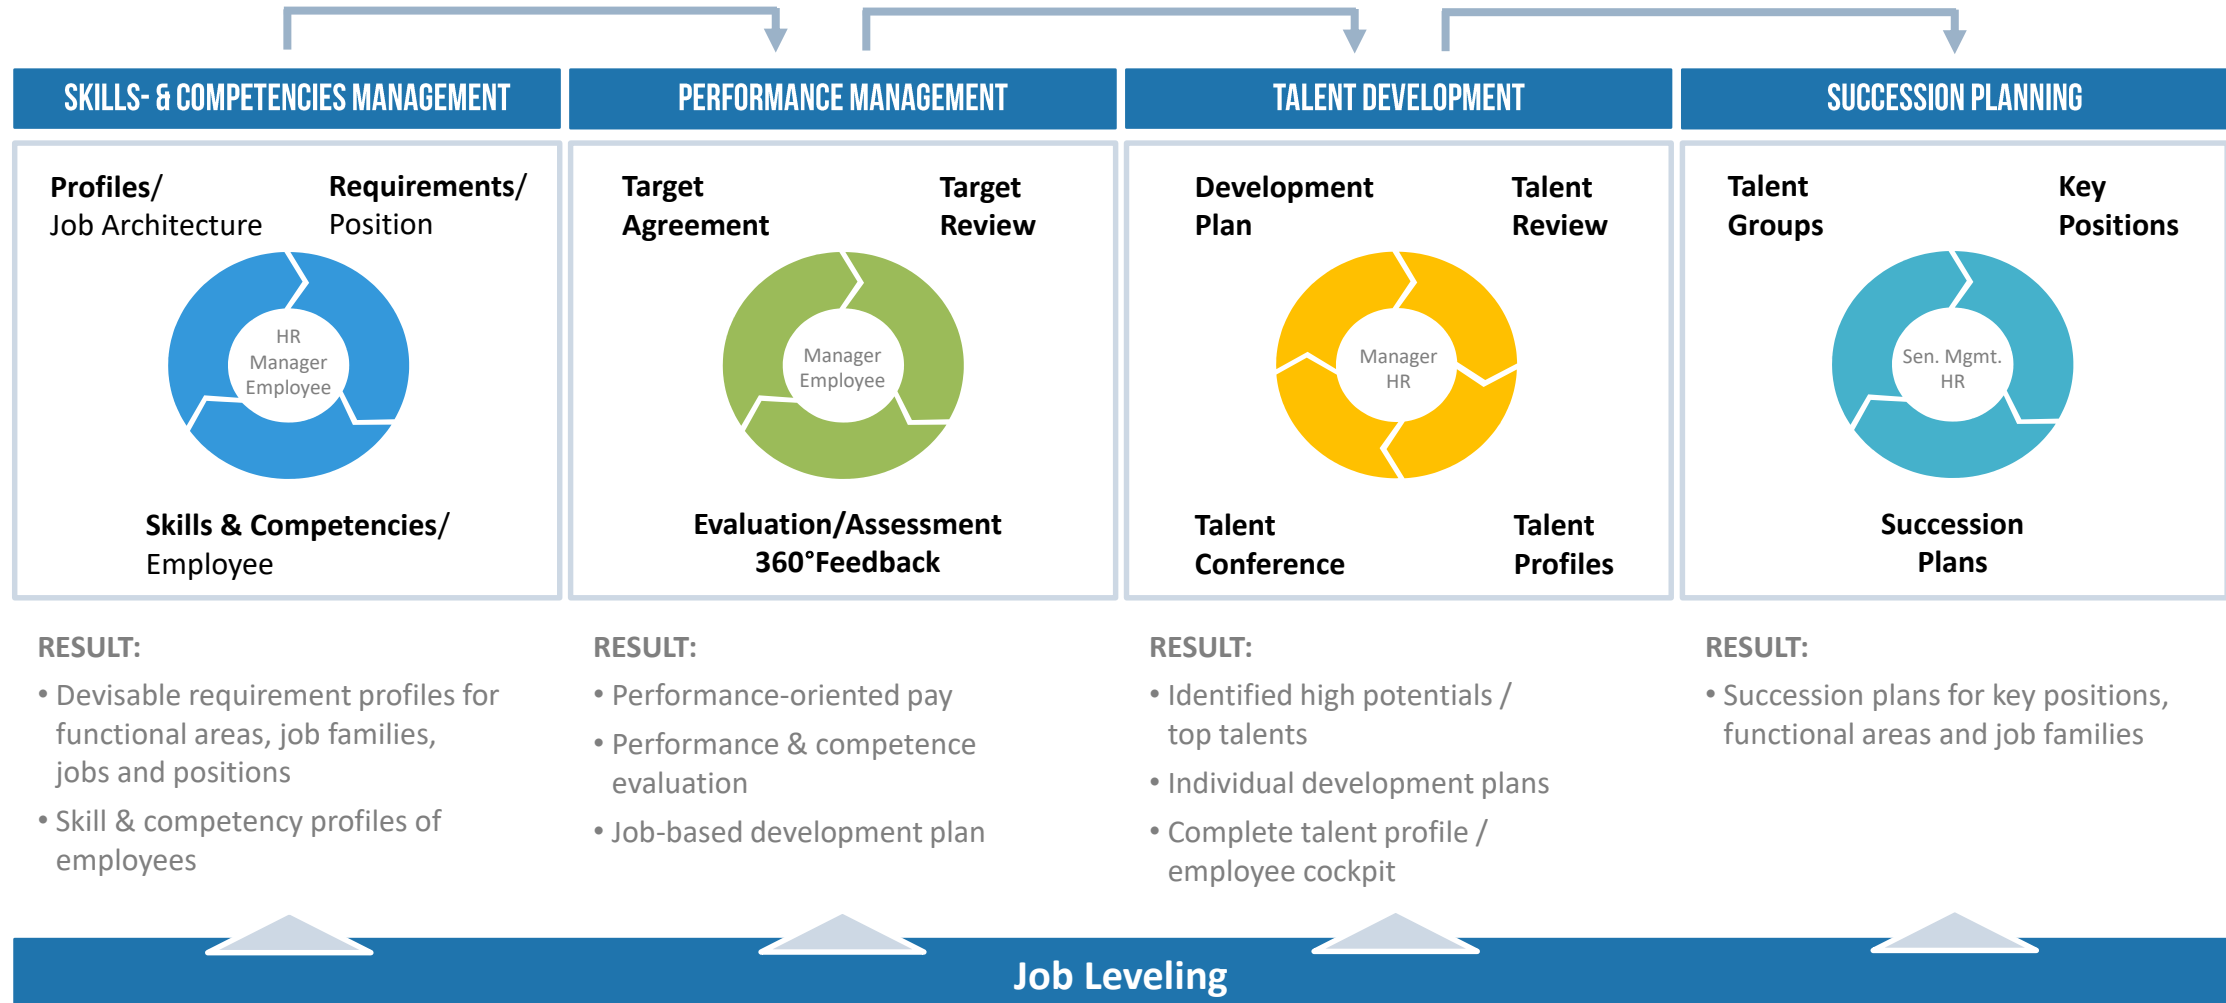 SKILLS- & COMPETENCIES MANAGEMENT
Profiles/
Job Architecture
Requirements/
Position
HR
Manager
Employee
Skills & Competencies/
Employee
RESULT:
• Devisable requirement profiles for
functional areas, job families,
jobs and positions
• Skill & competency profiles of
employees
PERFORMANCE MANAGEMENT
Target
Agreement
Target
Review
Manager
Employee
Evaluation/Assessment
360°Feedback
RESULT:
• Performance-oriented pay
• Performance & competence
evaluation
• Job-based development plan
TALENT DEVELOPMENT
Development
Plan
Talent
Review
Manager
HR
Talent
Conference
Talent
Profiles
RESULT:
• Identified high potentials /
top talents
• Individual development plans
• Complete talent profile /
employee cockpit
SUCCESSION PLANNING
Talent
Groups
Key
Positions
Sen. Mgmt.
HR
Succession
Plans
RESULT:
• Succession plans for key positions,
functional areas and job families
Job Leveling